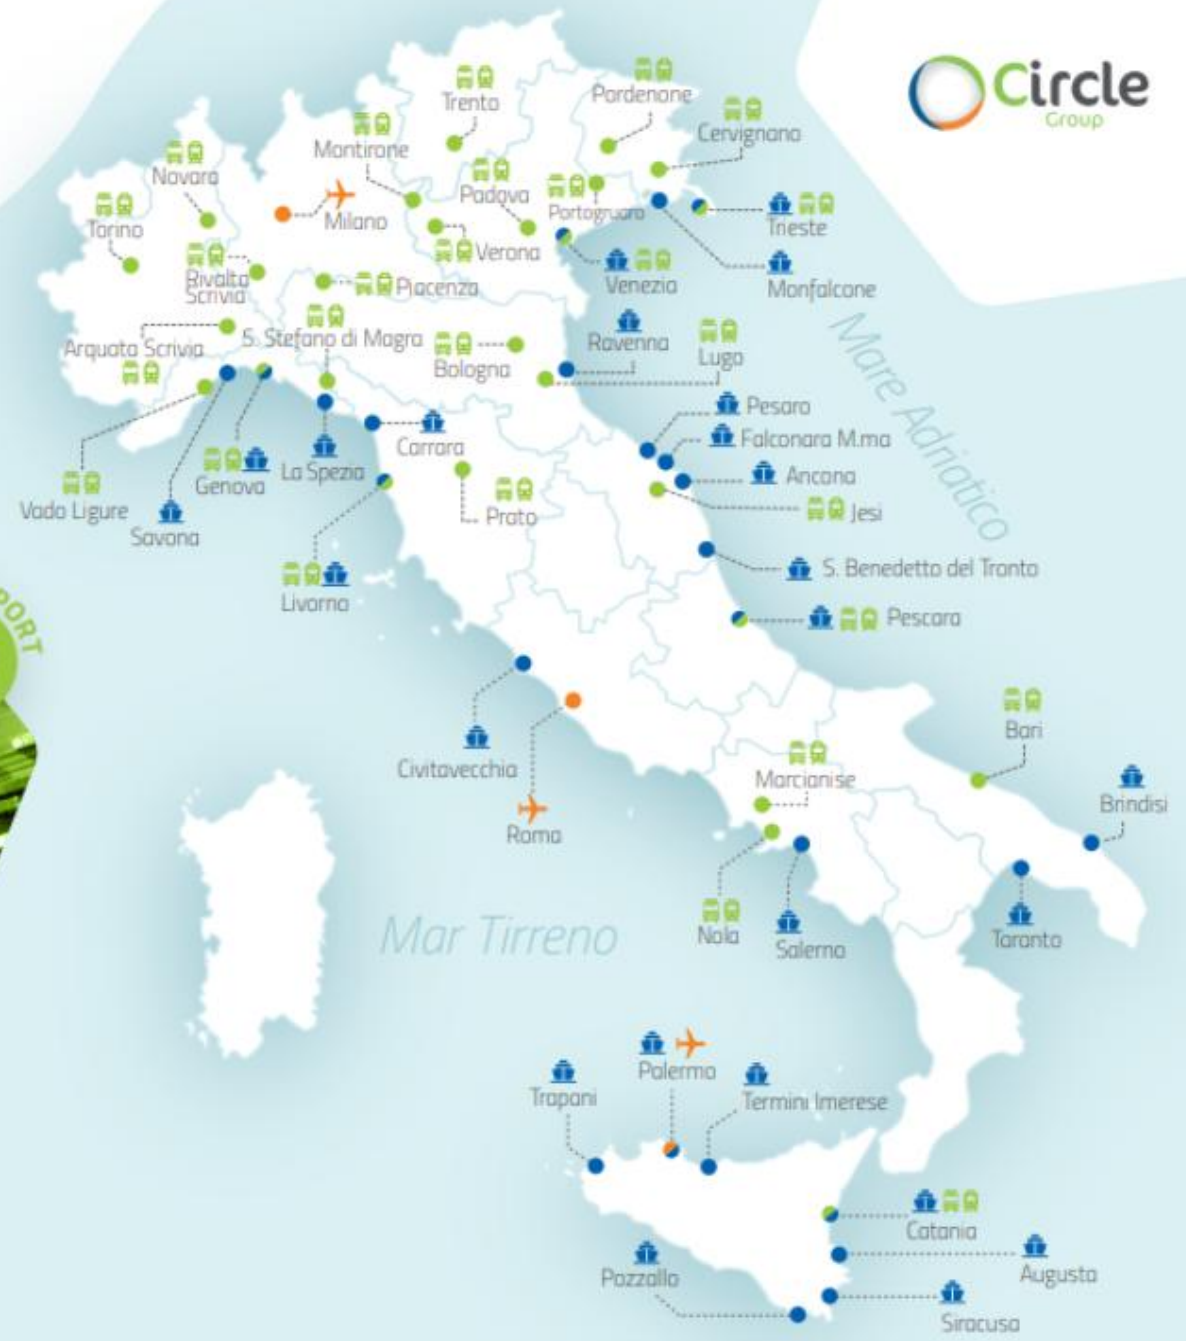 Circle
Group
Trento
Pordenone
Cervignano
Montirone
Novara
Padova
Portogruaro
Torino
Milano
Trieste
Verona
Rivalta
Scrivia
Piacenza
Venezia
Monfalcone
Arquata Scrivia
S. Stefano di Magra
Bologna
Ravenna
Lugo
Mare Adriatico
Pesaro
Falconara M.ma
Carrara
La Spezia
Genova
Ancona
Vado Ligure
Savona
Prato
Jesi
S. Benedetto del Tronto
Livorno
Pescara
PORT
Bari
Civitavecchia
Marcianise
Brindisi
Roma
Mar Tirreno
Nola
Salerno
Taranto
Palermo
Trapani
Termini Imerese
Catania
Pozzallo
Augusta
Siracusa